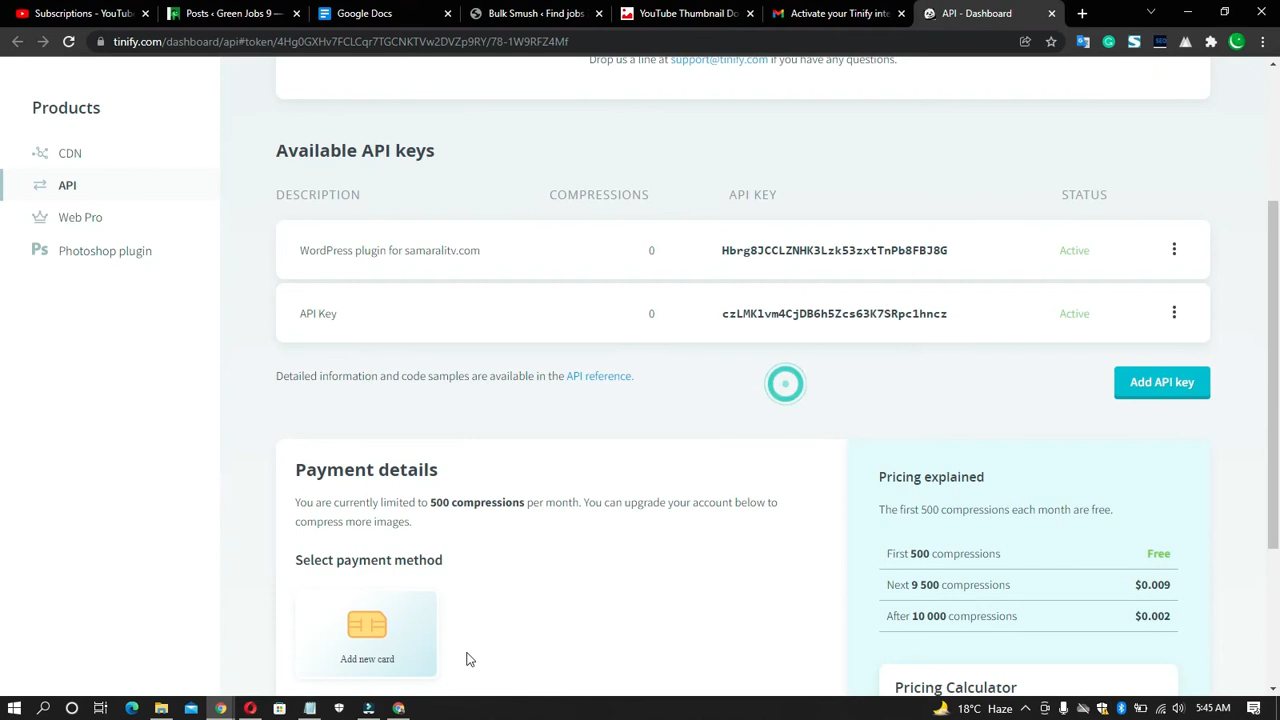 Subscriptions - YouTube
Posts ‹ Green Jobs 9 —
Google Docs
Bulk Smush ‹ Find jobs
YouTube Thumbnail Do
Activate your Tinify inte
API - Dashboard
tinify.com/dashboard/api#token/4Hg0GXHv7FCLCqr7TGCNKTVw2DVZp9RY/78-1W9RFZ4Mf
Drop us a line at support@tinify.com if you have any questions.
Products
CDN
API
Web Pro
Ps Photoshop plugin
Available API keys
DESCRIPTION COMPRESSIONS API KEY STATUS
WordPress plugin for samaralitv.com 0 Hbrg8JCCLZNHK3Lzk53zxtTnPb8FBJ8G Active
API Key 0 czLMK1vm4CjDB6h5Zcs63K7SRpc1hncz Active
Detailed information and code samples are available in the API reference.
Add API key
Payment details
You are currently limited to 500 compressions per month. You can upgrade your account below to
compress more images.
Select payment method
Add new card
Pricing explained
The first 500 compressions each month are free.
First 500 compressions Free
Next 9 500 compressions $0.009
After 10 000 compressions $0.002
Pricing Calculator
18°C Haze
5:45 AM